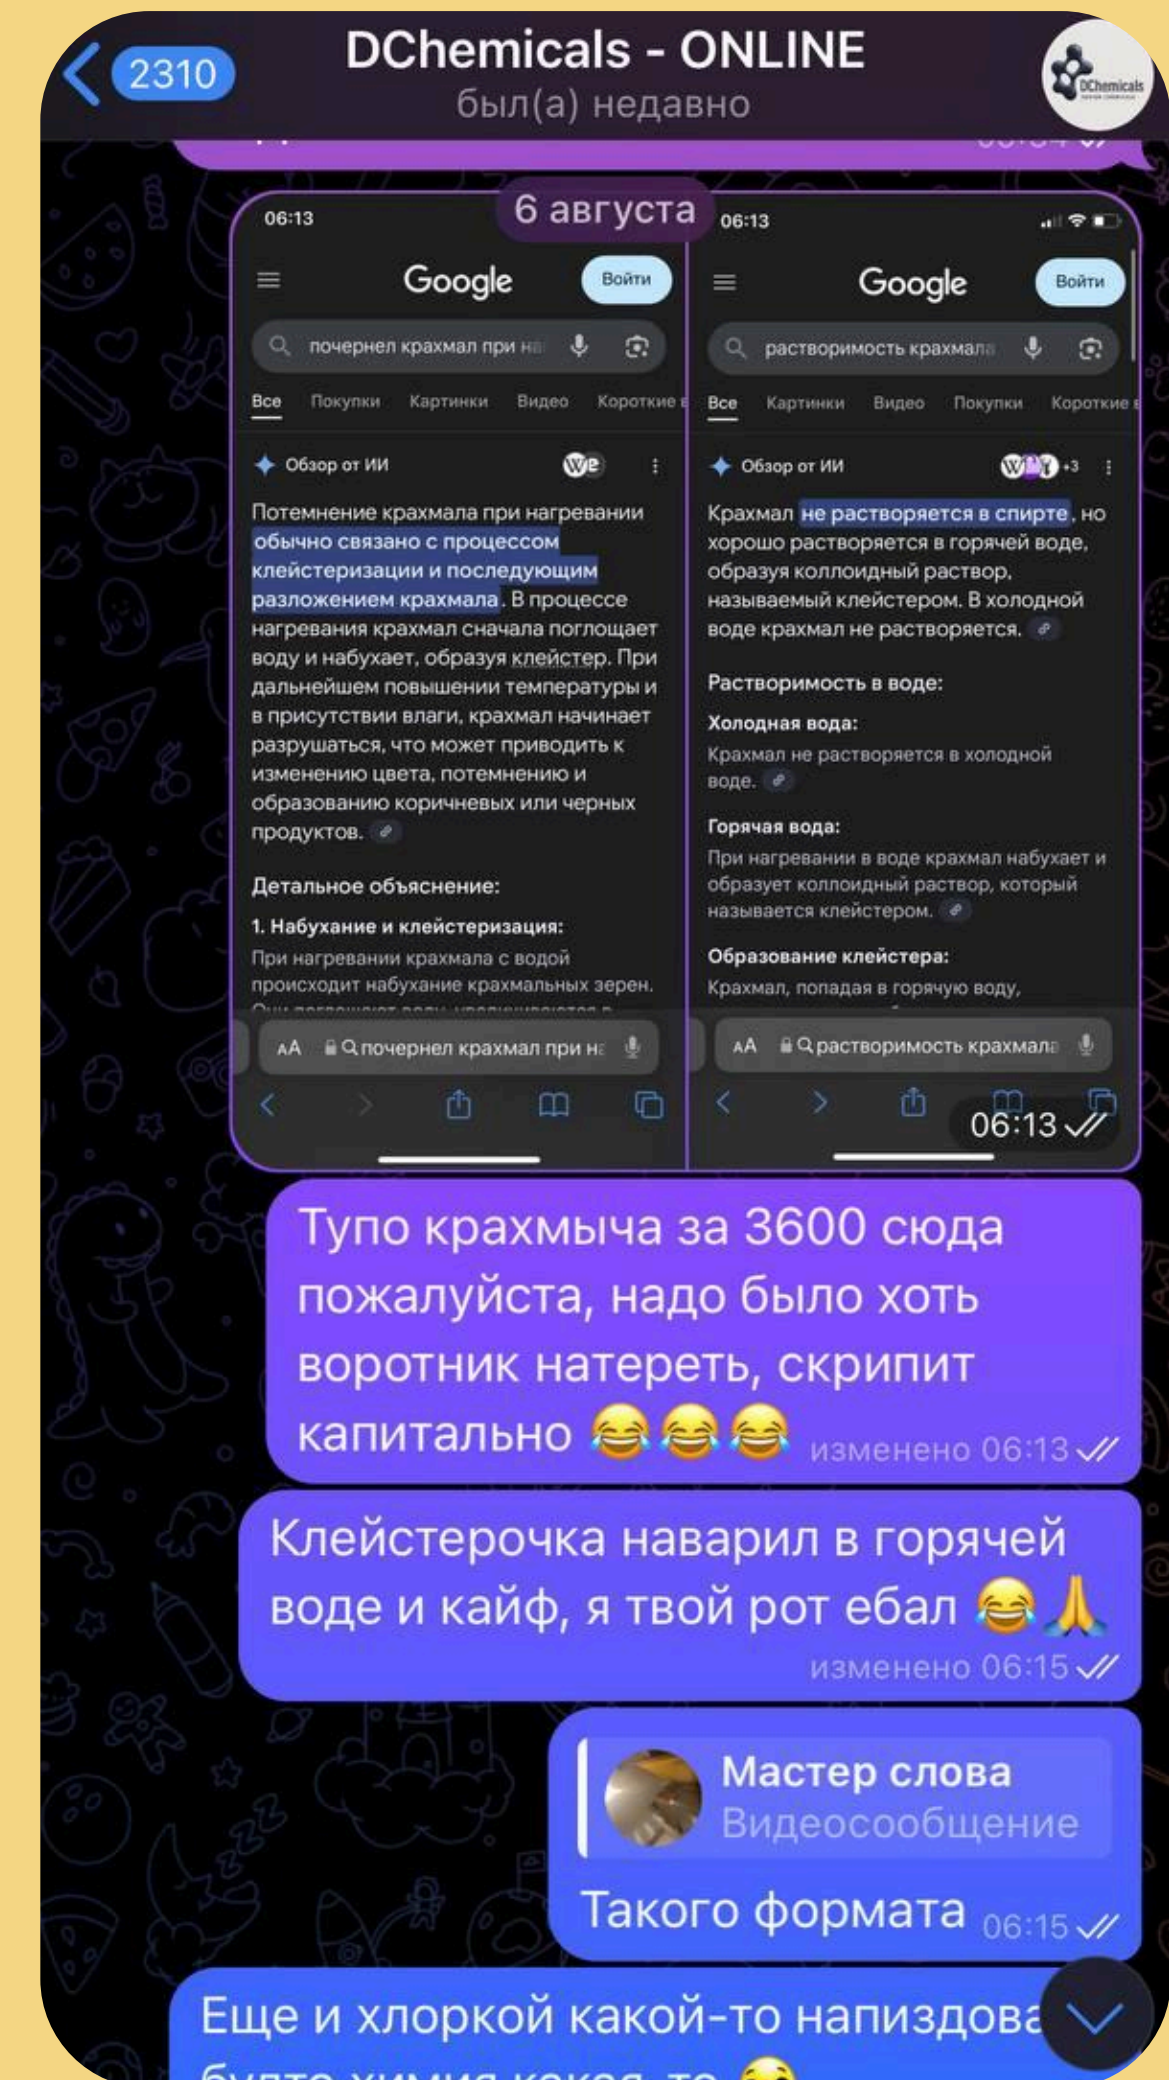 2310
DChemicals - ONLINE
был(а) недавно
DChemicals
6 августа
06:13
Google
Войти
почернел крахмал при на
Все Покупки Картинки Видео Короткие в
Обзор от ИИ
Потемнение крахмала при нагревании
обычно связано с процессом
клейстеризации и последующим
разложением крахмала. В процессе
нагревания крахмал сначала поглощает
воду и набухает, образуя клейстер. При
дальнейшем повышении температуры и
в присутствии влаги, крахмал начинает
разрушаться, что может приводить к
изменению цвета, потемнению и
образованию коричневых или черных
продуктов.
Детальное объяснение:
1. Набухание и клейстеризация:
При нагревании крахмала с водой
происходит набухание крахмальных зерен.
AA почернел крахмал при на
06:13
Google
Войти
растворимость крахмала
Все Картинки Видео Покупки Короткие в
Обзор от ИИ
+3
Крахмал не растворяется в спирте, но
хорошо растворяется в горячей воде,
образуя коллоидный раствор,
называемый клейстером. В холодной
воде крахмал не растворяется.
Растворимость в воде:
Холодная вода:
Крахмал не растворяется в холодной
воде.
Горячая вода:
При нагревании в воде крахмал набухает и
образует коллоидный раствор, который
называется клейстером.
Образование клейстера:
Крахмал, попадая в горячую воду,
AA растворимость крахмала
06:13
Тупо крахмыча за 3600 сюда
пожалуйста, надо было хоть
воротник натереть, скрипит
капитально 😂😂😂
изменено 06:13
Клейстерочка наварил в горячей
воде и кайф, я твой рот ебал 😂🙏
изменено 06:15
Мастер слова
Видеосообщение
Такого формата 06:15
Еще и хлоркой какой-то напиздова
будто химия какая-то